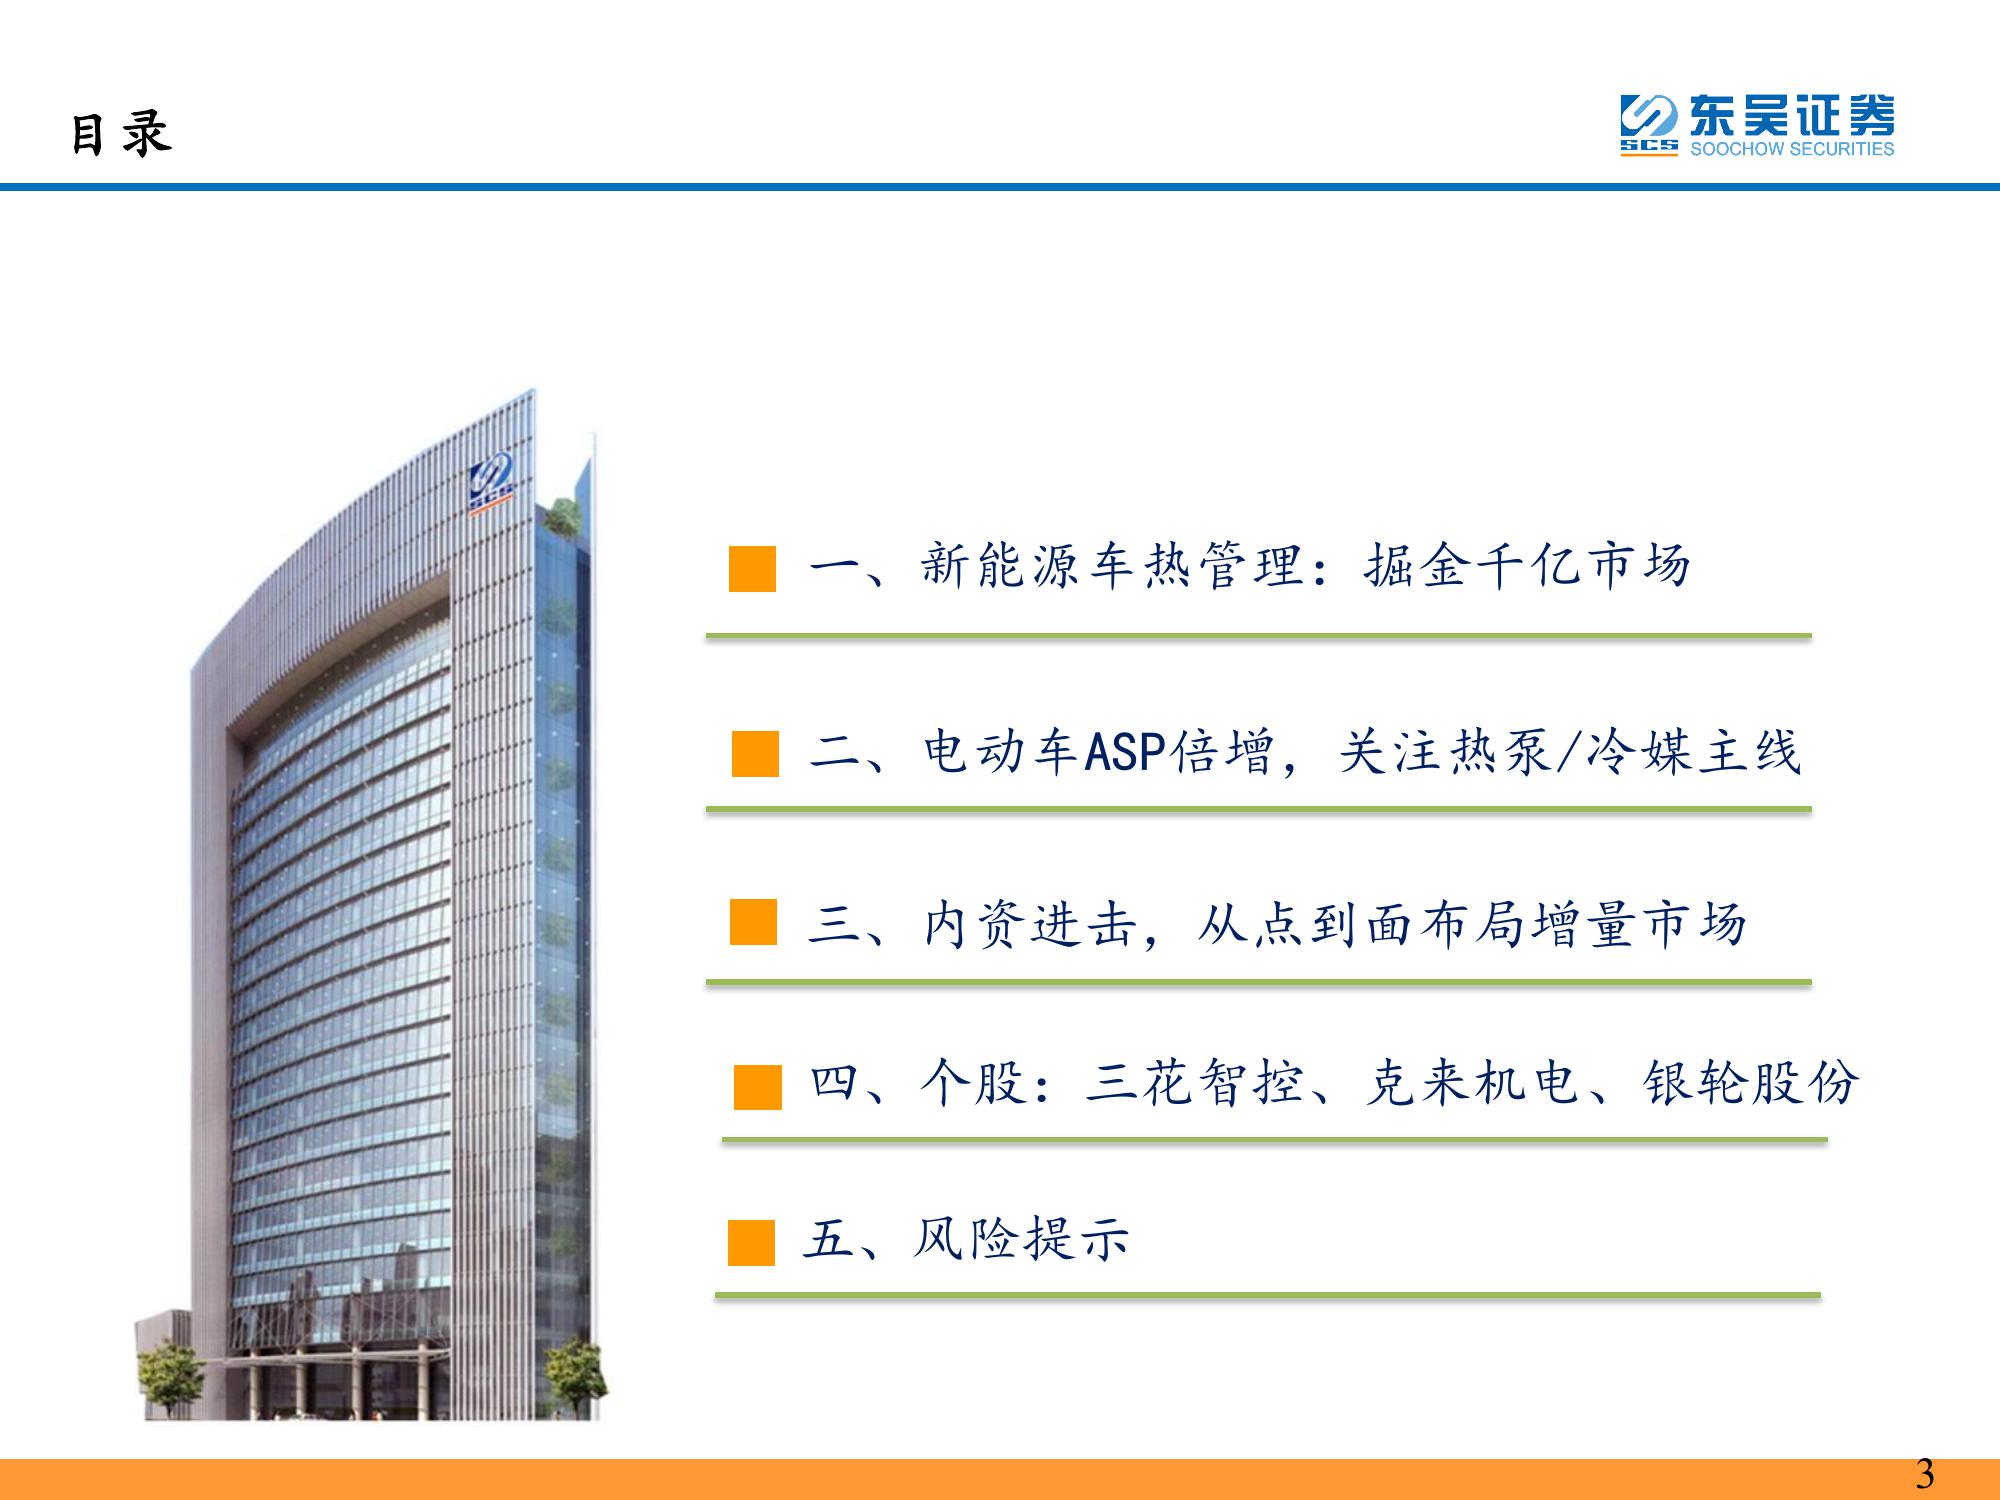 目录
东吴证券
SCS
SOOCHOW SECURITIES
SCS
一、新能源车热管理：掘金千亿市场
二、电动车ASP倍增，关注热泵/冷媒主线
三、内资进击，从点到面布局增量市场
四、个股：三花智控、克来机电、银轮股份
五、风险提示
3